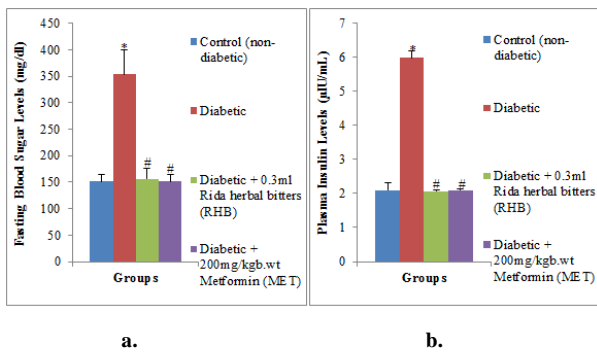 450
400
350
300
250
200
150
100
50
0
Fasting Blood Sugar Levels (mg/dl)
*
#
#
Groups
Control (non-
diabetic)
Diabetic
Diabetic + 0.3ml
Rida herbal bitters
(RHB)
Diabetic +
200mg/kgb.wt
Metformin (MET)
7
6
5
4
3
2
1
0
Plasma Insulin Levels (µIU/mL)
*
#
#
Groups
Control (non-
diabetic)
Diabetic
Diabetic + 0.3ml
Rida herbal bitters
(RHB)
Diabetic +
200mg/kgb.wt
Metformin (MET)
a.
b.